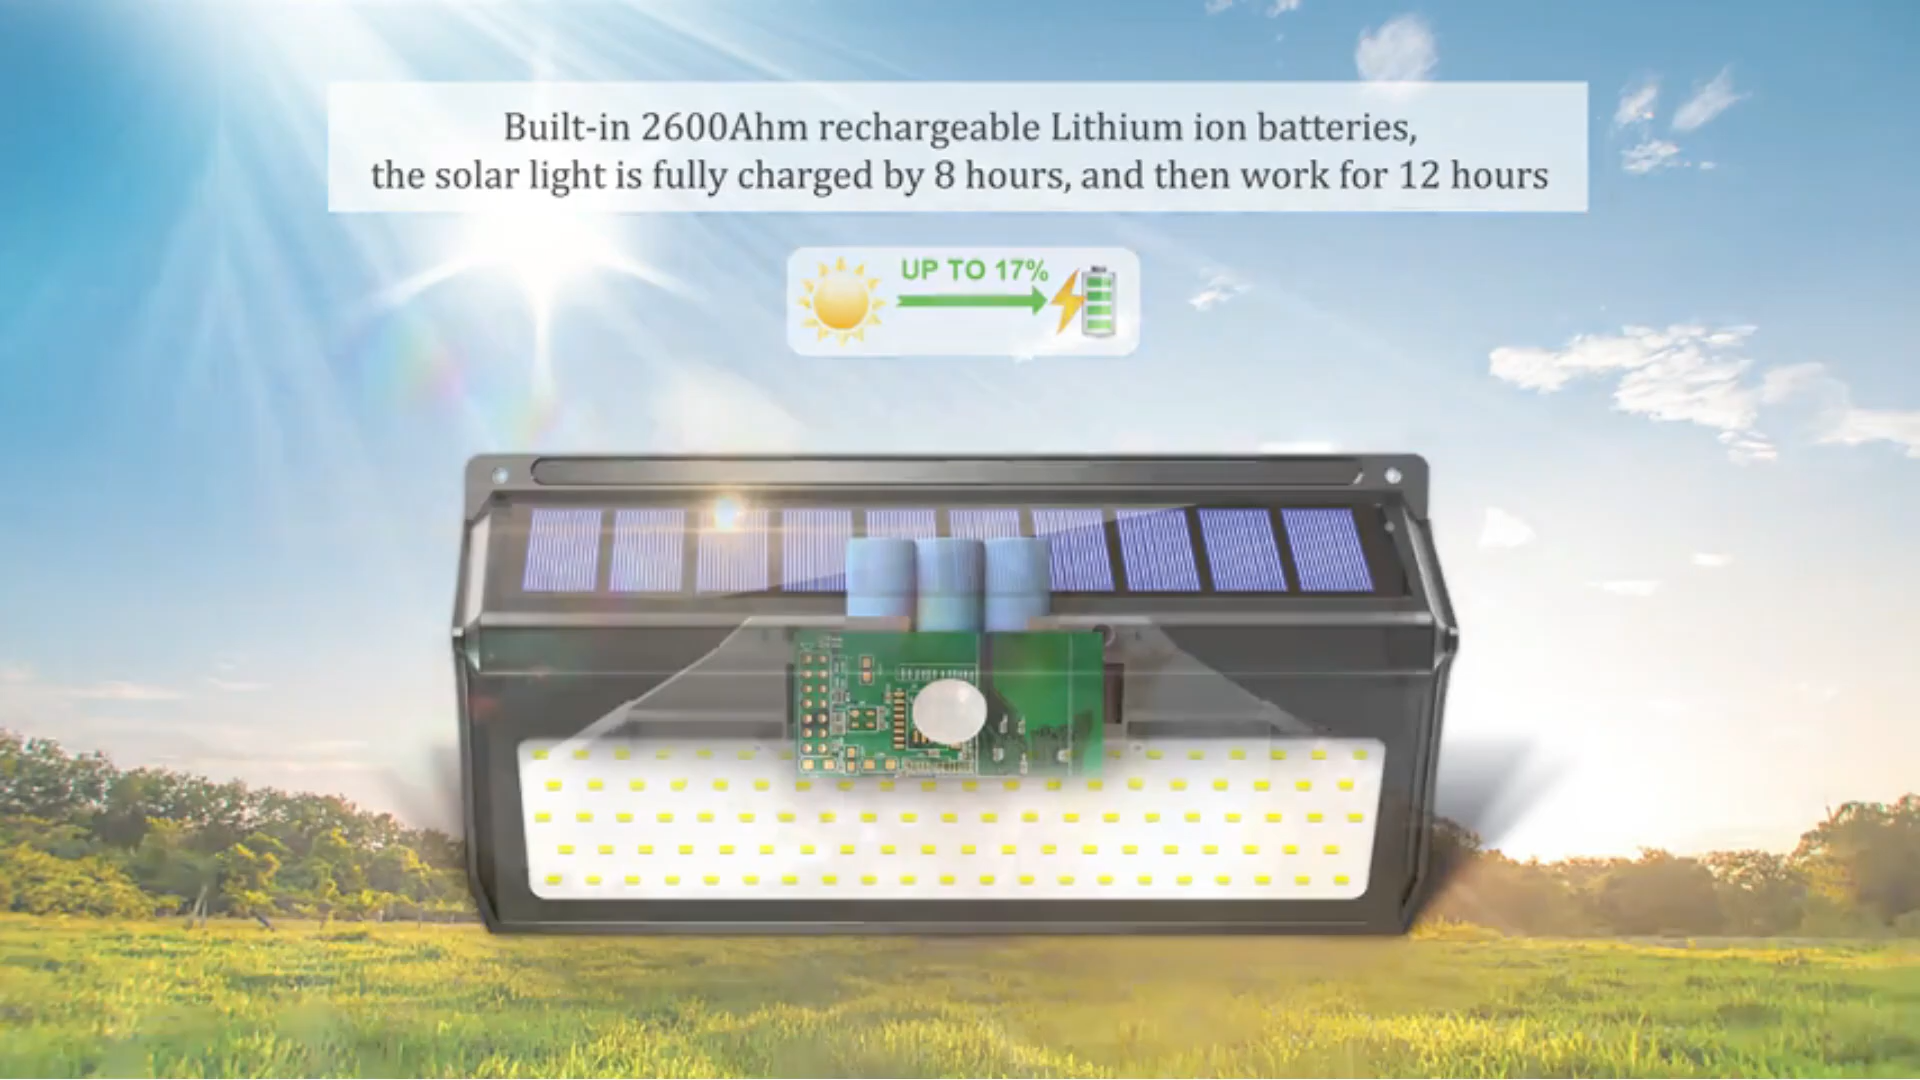 Built-in 2600Ahm rechargeable Lithium ion batteries,
the solar light is fully charged by 8 hours, and then work for 12 hours
UP TO 17%